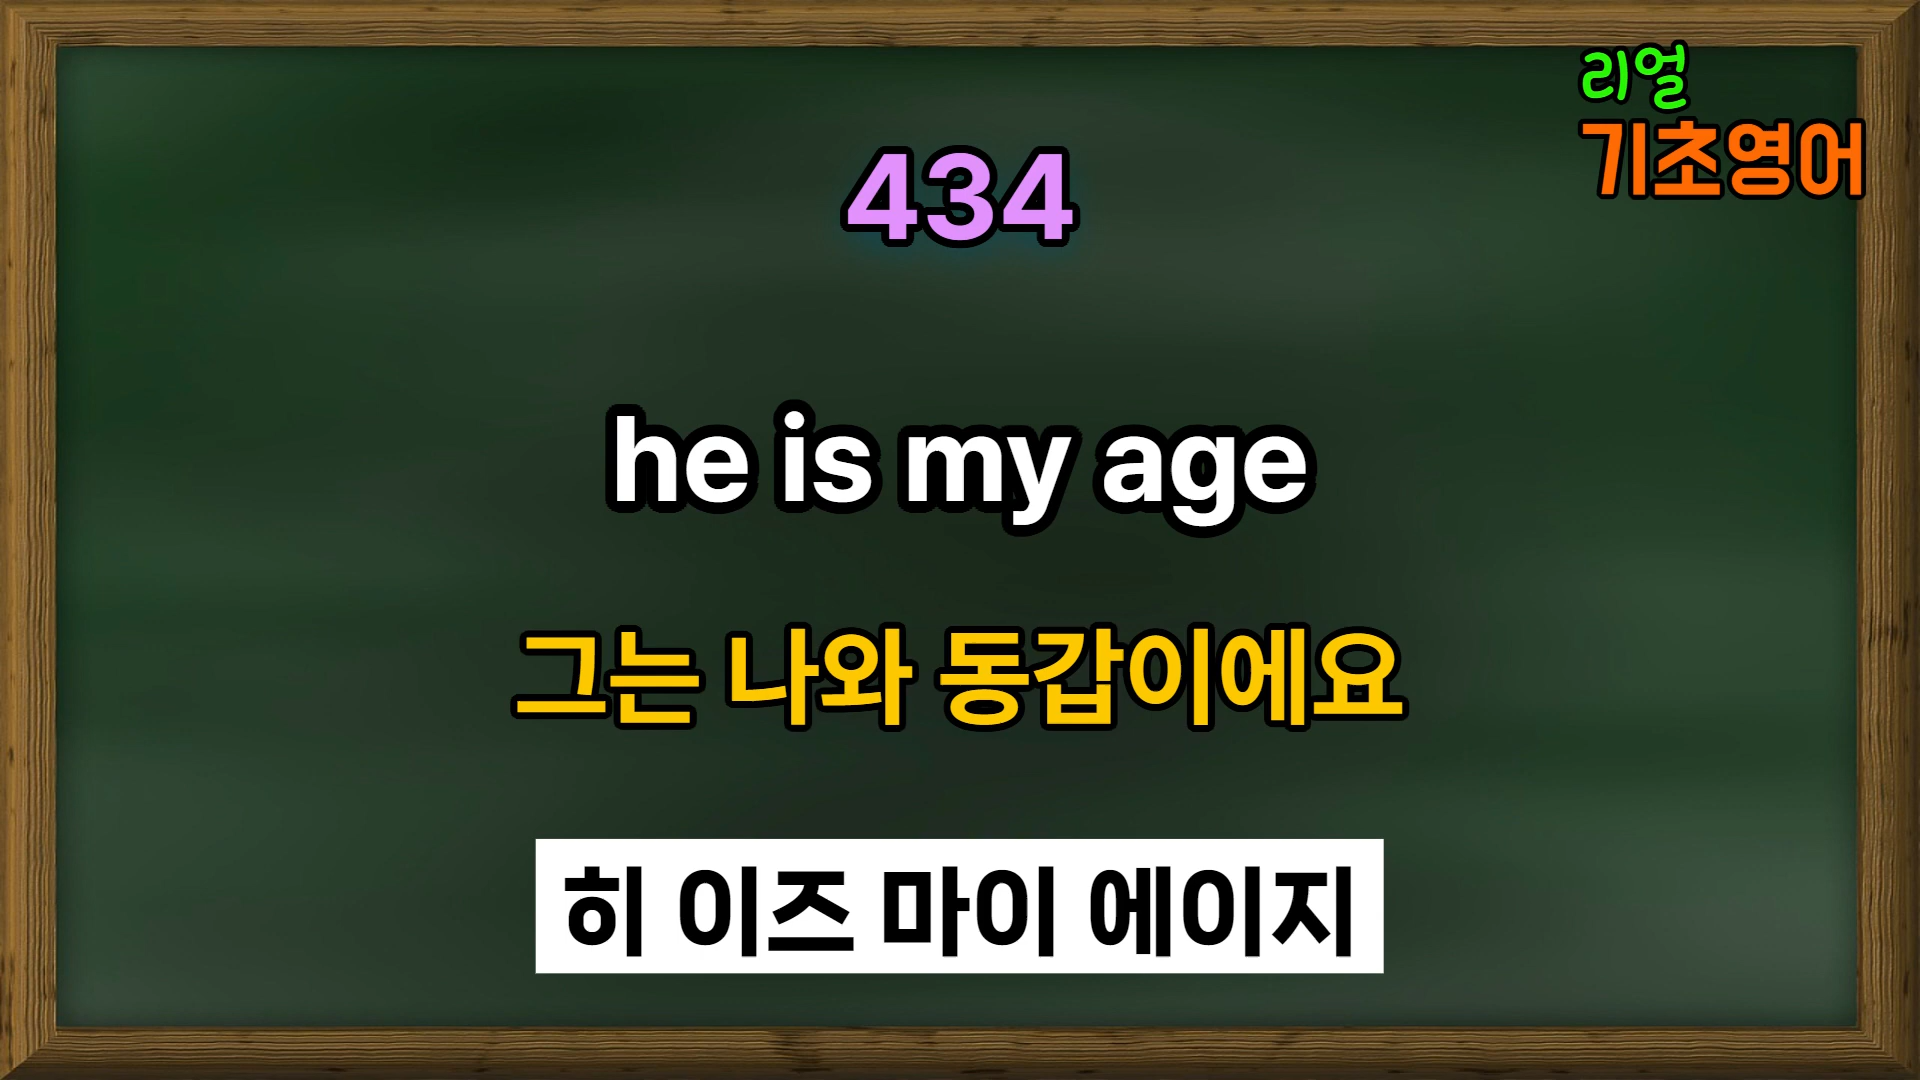 리얼
기초영어
434
he is my age
그는 나와 동갑이에요
히 이즈 마이 에이지